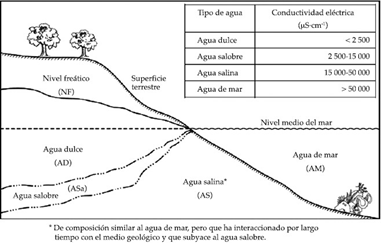 Tipo de agua
Conductividad eléctrica
(µS·cm⁻¹)
Agua dulce
< 2 500
Agua salobre
2 500-15 000
Agua salina
15 000-50 000
Agua de mar
> 50 000
Nivel freático
(NF)
Superficie
terrestre
Nivel medio del mar
Agua dulce
(AD)
Agua de mar
(AM)
Agua salobre
(ASa)
Agua salina*
(AS)
* De composición similar al agua de mar, pero que ha interaccionado por largo
tiempo con el medio geológico y que subyace al agua salobre.